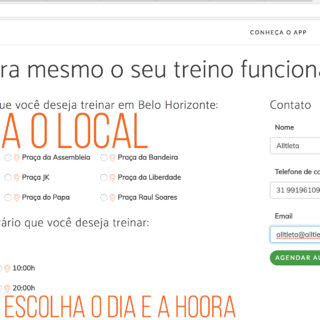 CONHEÇA O APP
ra mesmo o seu treino funciona
ue você deseja treinar em Belo Horizonte:
A O LOCAL
Praça da Assembleia
Praça da Bandeira
Praça JK
Praça da Liberdade
Praça do Papa
Praça Raul Soares
ário que você deseja treinar:
10:00h
20:00h
ESCOLHA O DIA E A HOORA
Contato
Nome
Alltleta
Telefone de co
31 99196109
Email
alltleta@alltle
AGENDAR AU